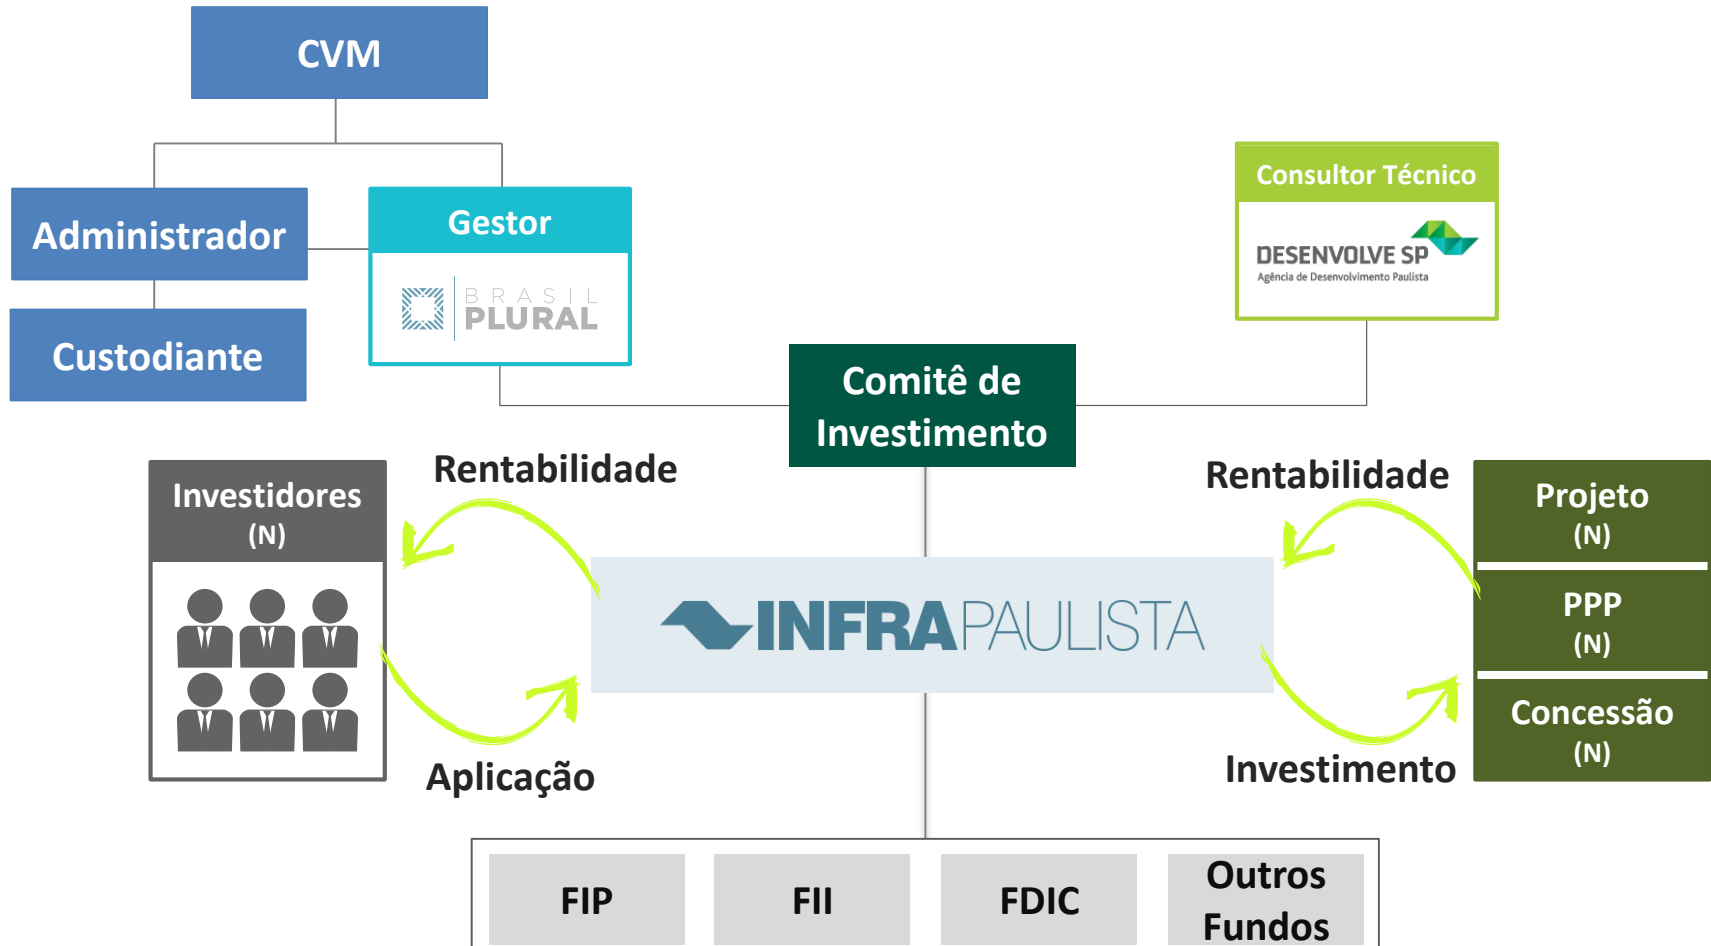 CVM
Administrador
Custodiante
Gestor
BRASIL
PLURAL
Consultor Técnico
DESENVOLVE SP
Agência de Desenvolvimento Paulista
Comitê de
Investimento
Investidores
(N)
Rentabilidade
Aplicação
INFRAPAULISTA
Rentabilidade
Investimento
Projeto
(N)
PPP
(N)
Concessão
(N)
FIP
FII
FDIC
Outros
Fundos